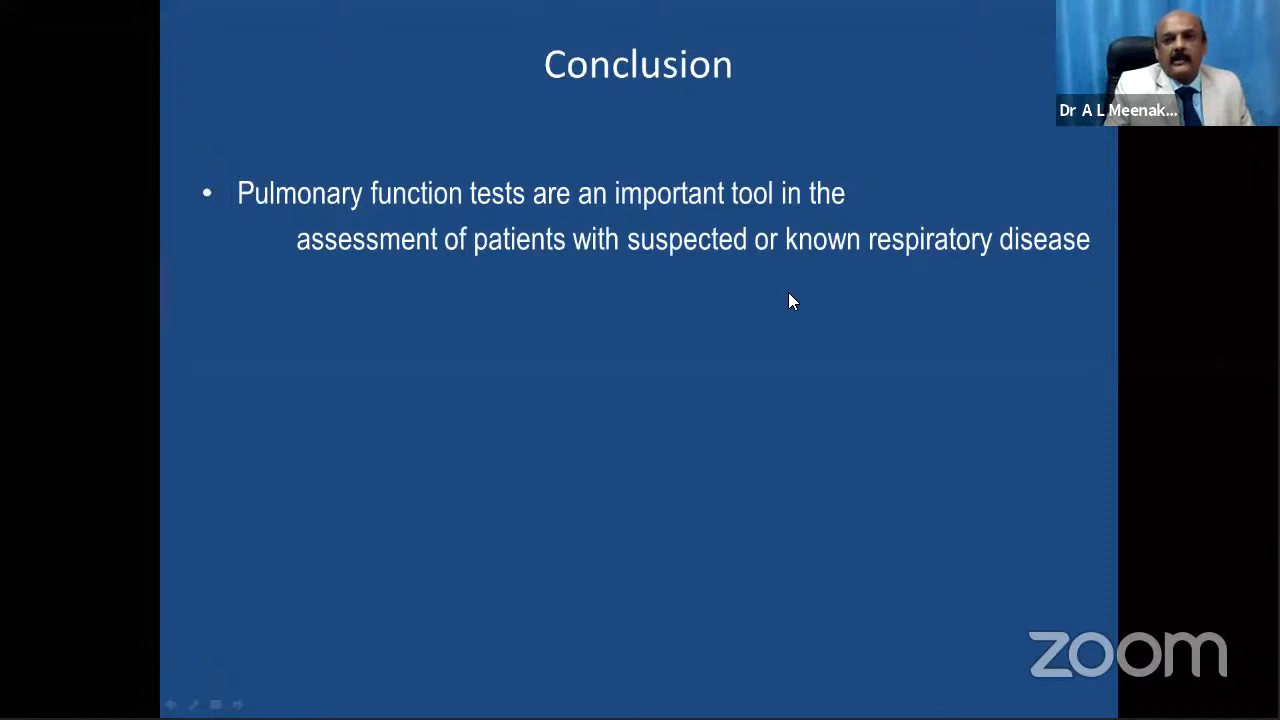 Conclusion
Dr A L Meenak...
• Pulmonary function tests are an important tool in the
assessment of patients with suspected or known respiratory disease
zoom